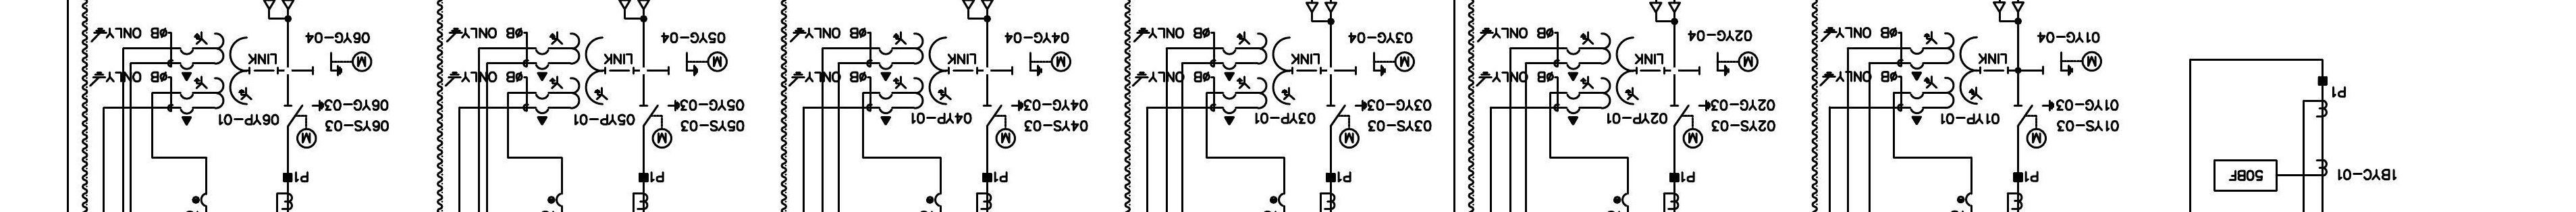 1BYC-01
50BF
P1
P1
M
01YS-03
01YG-03
01YP-01
ØB ONLY
LINK
M
01YG-04
ØB ONLY
P1
M
02YS-03
02YG-03
02YP-01
ØB ONLY
LINK
M
02YG-04
ØB ONLY
P1
M
03YS-03
03YG-03
03YP-01
ØB ONLY
LINK
M
03YG-04
ØB ONLY
P1
M
04YS-03
04YG-03
04YP-01
ØB ONLY
LINK
M
04YG-04
ØB ONLY
P1
M
05YS-03
05YG-03
05YP-01
ØB ONLY
LINK
M
05YG-04
ØB ONLY
P1
M
06YS-03
06YG-03
06YP-01
ØB ONLY
LINK
M
06YG-04
ØB ONLY